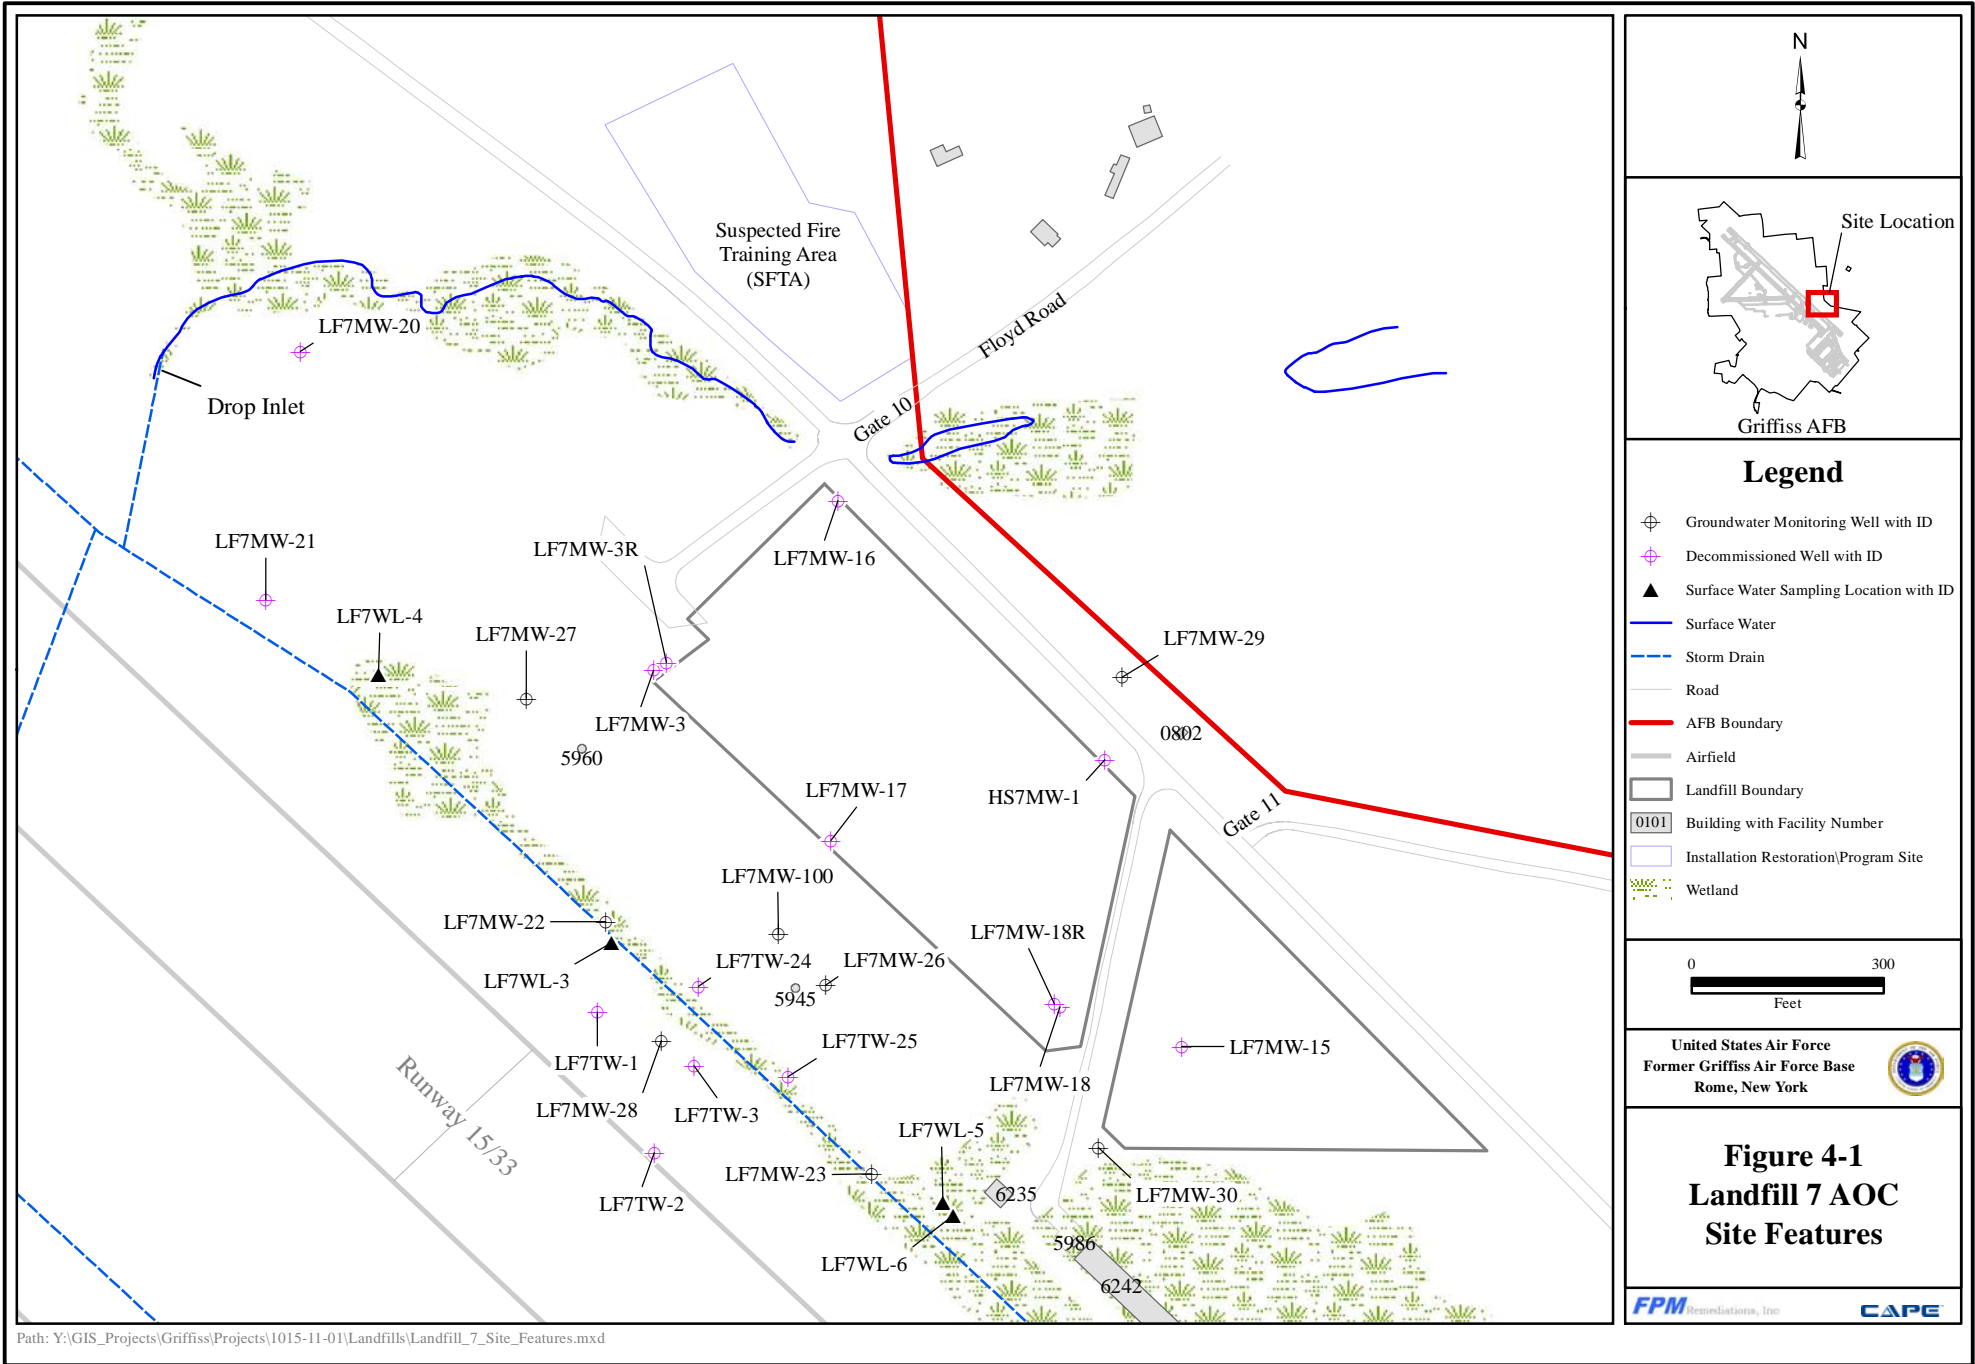 LF7MW-20
Drop Inlet
Suspected Fire
Training Area
(SFTA)
Floyd Road
Gate 10
LF7MW-21
LF7MW-3R
LF7MW-16
LF7WL-4
LF7MW-27
LF7MW-29
LF7MW-3
5960
0802
LF7MW-17
HS7MW-1
Gate 11
LF7MW-100
LF7MW-22
LF7MW-18R
LF7WL-3
LF7TW-24
LF7MW-26
5945
LF7TW-1
LF7TW-25
LF7MW-15
Runway 15/33
LF7MW-28
LF7TW-3
LF7MW-18
LF7WL-5
LF7MW-23
LF7TW-2
6235
LF7MW-30
LF7WL-6
5986
6242
N
Site Location
Griffiss AFB
Legend
Groundwater Monitoring Well with ID
Decommissioned Well with ID
Surface Water Sampling Location with ID
Surface Water
Storm Drain
Road
AFB Boundary
Airfield
Landfill Boundary
0101 Building with Facility Number
Installation Restoration\Program Site
Wetland
0 300
Feet
United States Air Force
Former Griffiss Air Force Base
Rome, New York
Figure 4-1
Landfill 7 AOC
Site Features
FPM Remediations, Inc
CAPE
Path: Y:\GIS_Projects\Griffiss\Projects\1015-11-01\Landfills\Landfill_7_Site_Features.mxd